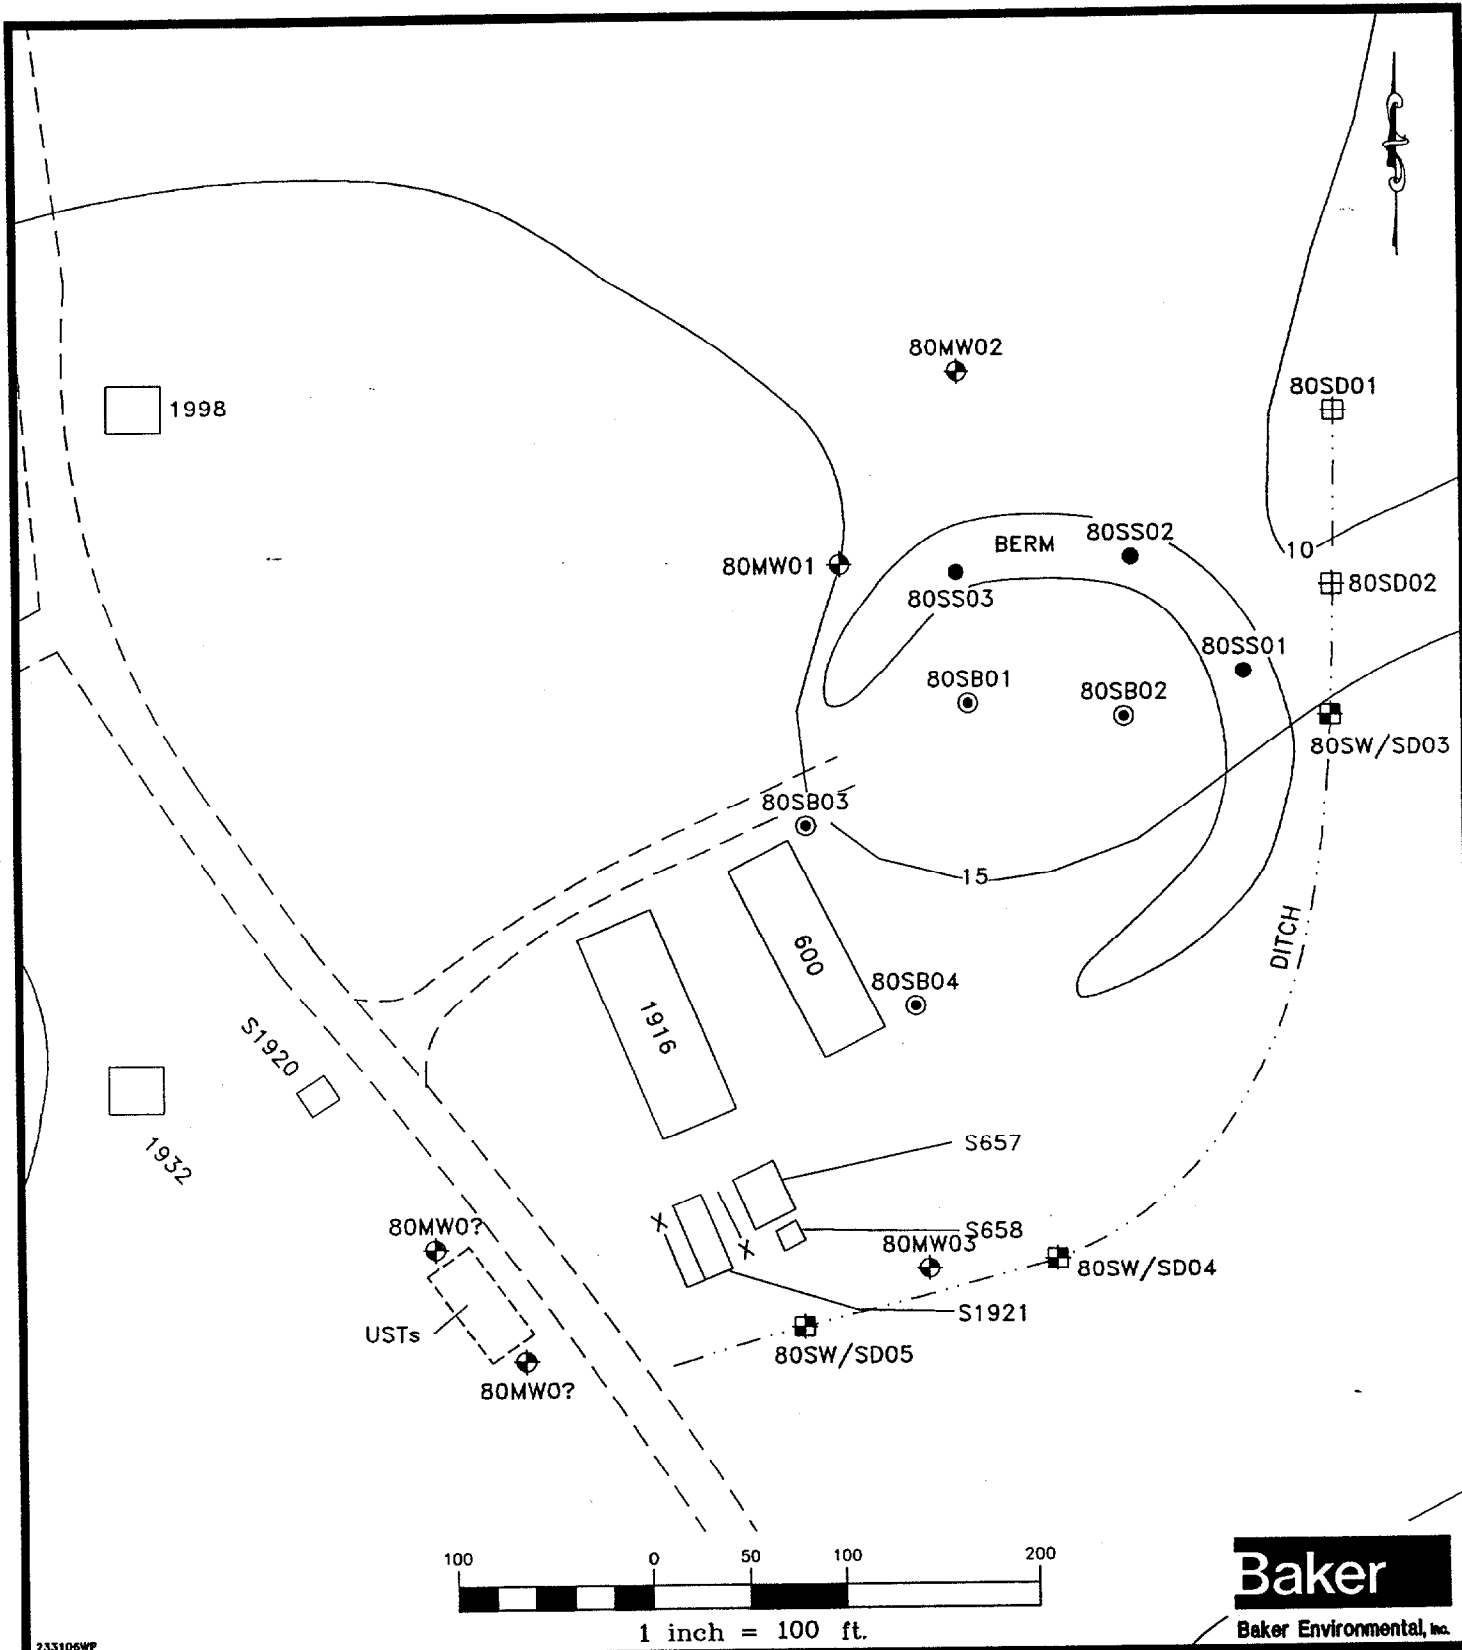 80MW02
80SD01
1998
80SS02
BERM
10
80MW01
80SD02
80SS03
80SS01
80SB01
80SB02
80SW/SD03
80SB03
15
DITCH
600
80SB04
1916
S1920
S657
1932
80MW0?
S658
80MW03
X
X
80SW/SD04
S1921
USTs
80SW/SD05
80MW0?
100 0 50 100 200
1 inch = 100 ft.
Baker
Baker Environmental, Inc.
233106WP